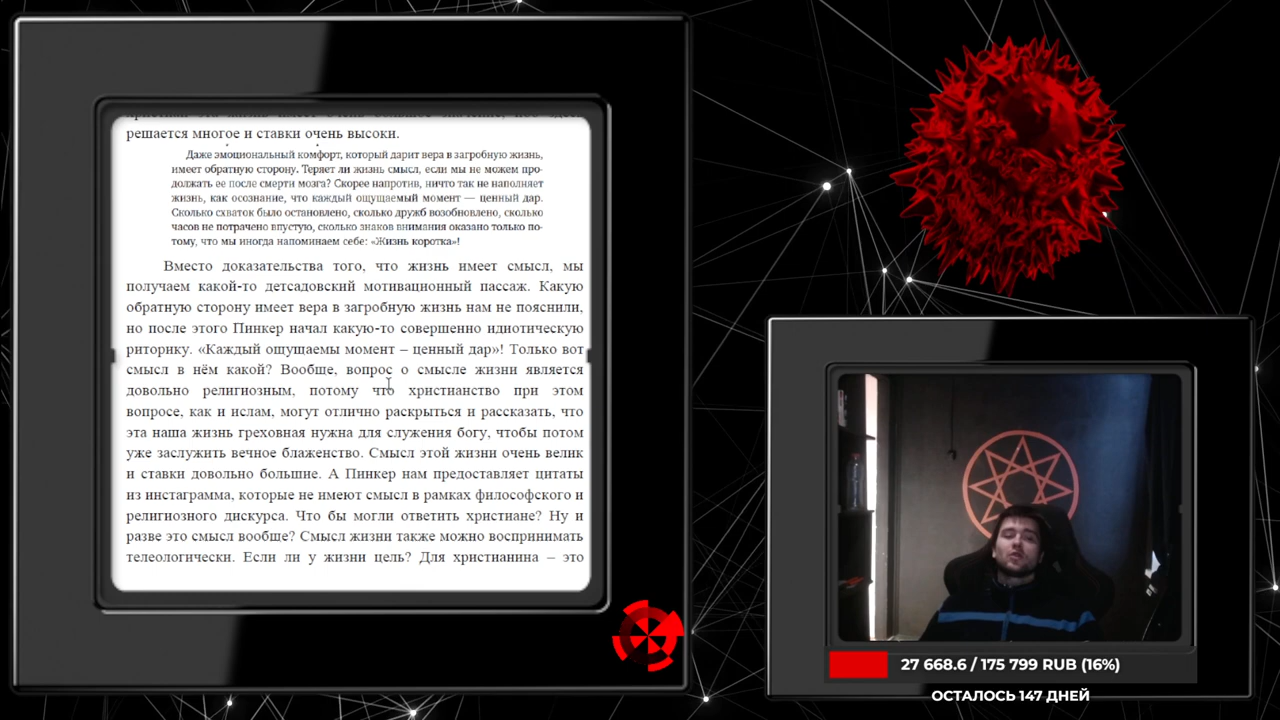 решается многое и ставки очень высоки.
Даже эмоциональный комфорт, который дарит вера в загробную жизнь,
имеет обратную сторону. Теряет ли жизнь смысл, если мы не можем про-
должать ее после смерти мозга? Скорее напротив, ничто так не наполняет
жизнь, как осознание, что каждый ощущаемый момент — ценный дар.
Сколько схваток было остановлено, сколько дружб возобновлено, сколько
часов не потрачено впустую, сколько знаков внимания оказано только по-
тому, что мы иногда напоминаем себе: «Жизнь коротка»!
Вместо доказательства того, что жизнь имеет смысл, мы
получаем какой-то детсадовский мотивационный пассаж. Какую
обратную сторону имеет вера в загробную жизнь нам не пояснили,
но после этого Пинкер начал какую-то совершенно идиотическую
риторику. «Каждый ощущаемы момент – ценный дар»! Только вот
смысл в нём какой? Вообще, вопрос о смысле жизни является
довольно религиозным, потому что христианство при этом
вопросе, как и ислам, могут отлично раскрыться и рассказать, что
эта наша жизнь греховная нужна для служения богу, чтобы потом
уже заслужить вечное блаженство. Смысл этой жизни очень велик
и ставки довольно большие. А Пинкер нам предоставляет цитаты
из инстаграмма, которые не имеют смысл в рамках философского и
религиозного дискурса. Что бы могли ответить христиане? Ну и
разве это смысл вообще? Смысл жизни также можно воспринимать
телеологически. Если ли у жизни цель? Для христианина – это
27 668.6 / 175 799 RUB (16%)
ОСТАЛОСЬ 147 ДНЕЙ